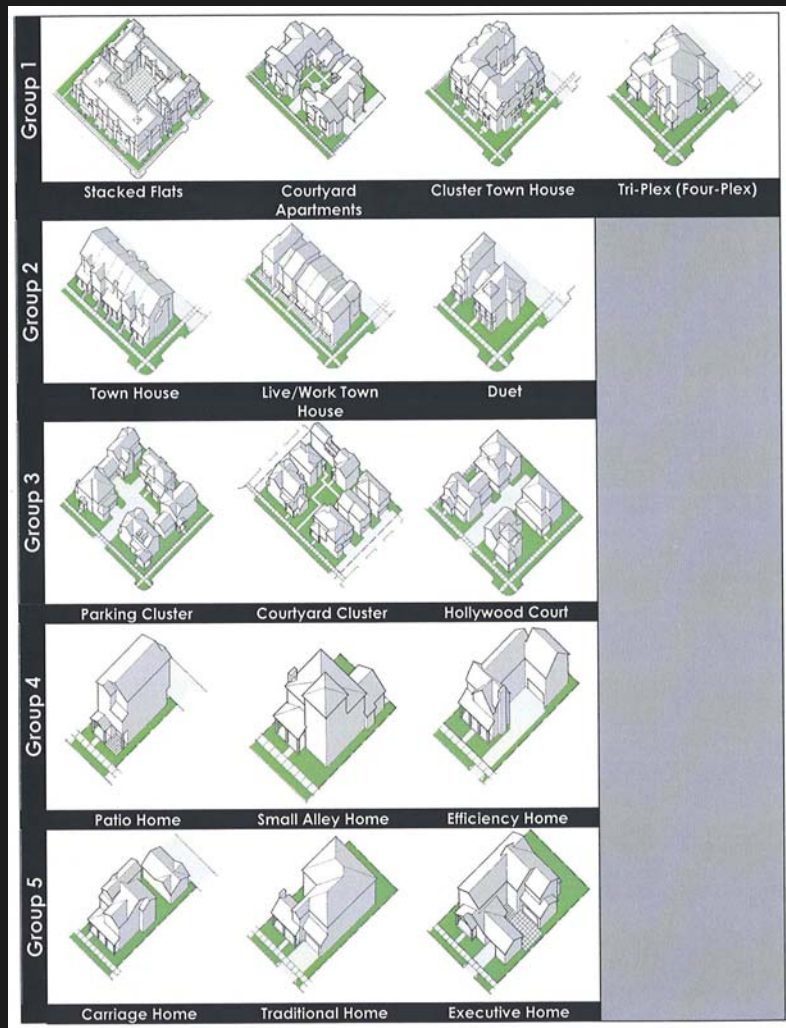 Group 1
Stacked Flats
Courtyard
Apartments
Cluster Town House
Tri-Plex (Four-Plex)
Group 2
Town House
Live/Work Town
House
Duet
Group 3
Parking Cluster
Courtyard Cluster
Hollywood Court
Group 4
Patio Home
Small Alley Home
Efficiency Home
Group 5
Carriage Home
Traditional Home
Executive Home